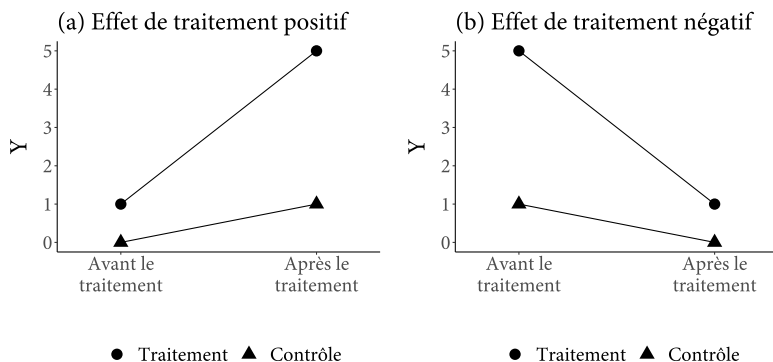 (a) Effet de traitement positif
5
4
3
2
1
0
Y
Avant le
traitement
Après le
traitement
● Traitement ▲ Contrôle
(b) Effet de traitement négatif
5
4
3
2
1
0
Y
Avant le
traitement
Après le
traitement
● Traitement ▲ Contrôle